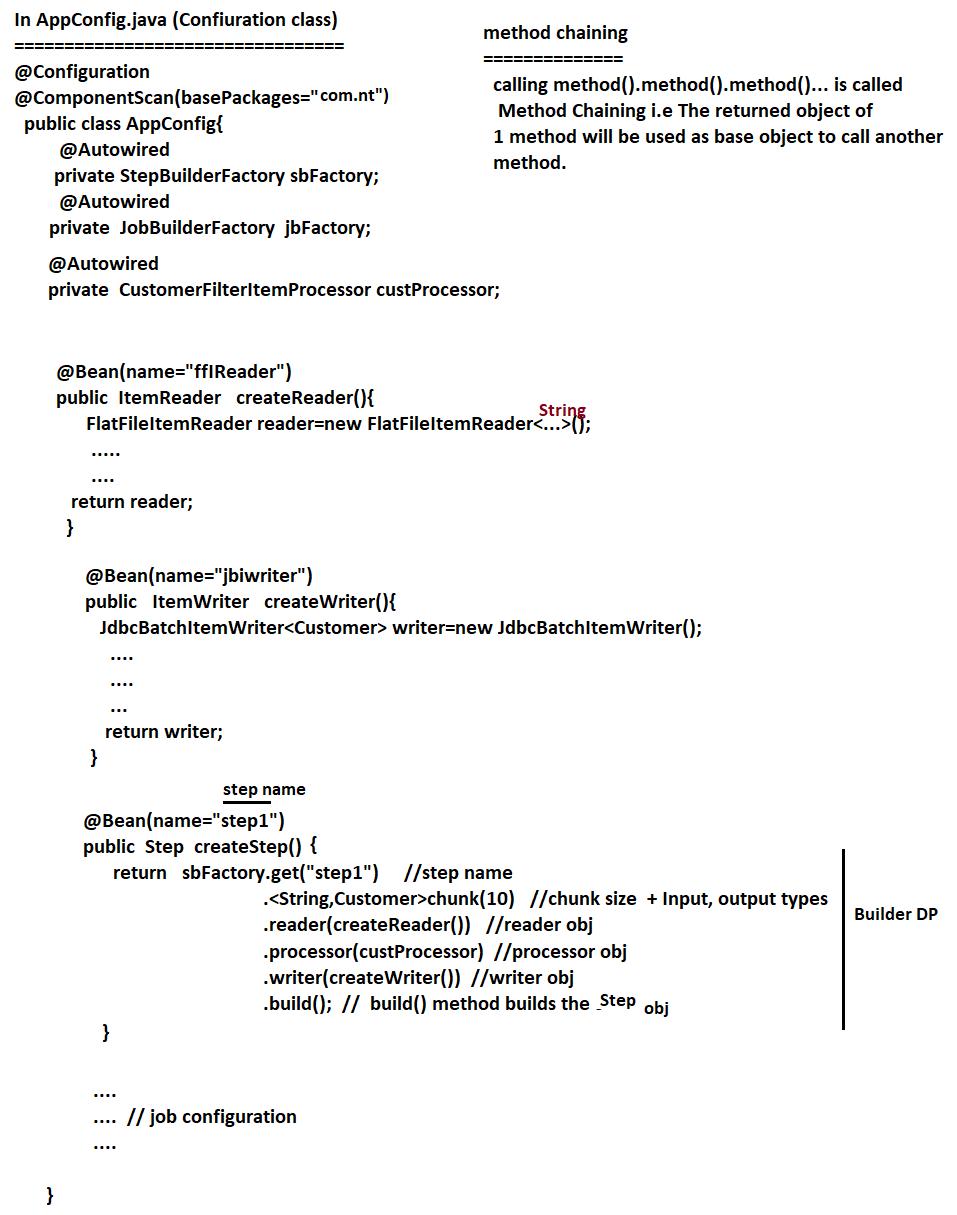 In AppConfig.java (Confiuration class)
=================================
@Configuration
@ComponentScan(basePackages="com.nt")
public class AppConfig{
@Autowired
private StepBuilderFactory sbFactory;
@Autowired
private JobBuilderFactory jbFactory;
@Autowired
private CustomerFilterItemProcessor custProcessor;
method chaining
==============
calling method().method().method()... is called
Method Chaining i.e The returned object of
1 method will be used as base object to call another
method.
@Bean(name="ffIReader")
public ItemReader createReader(){
String
FlatFileItemReader reader=new FlatFileItemReader<...>();
.....
....
return reader;
}
@Bean(name="jbiwriter")
public ItemWriter createWriter(){
JdbcBatchItemWriter<Customer> writer=new JdbcBatchItemWriter();
....
....
...
return writer;
}
step name
@Bean(name="step1")
public Step createStep() {
return sbFactory.get("step1") //step name
.<String,Customer>chunk(10) //chunk size + Input, output types
.reader(createReader()) //reader obj
.processor(custProcessor) //processor obj
.writer(createWriter()) //writer obj
.build(); // build() method builds the Step obj
}
Builder DP
....
.... // job configuration
....
}